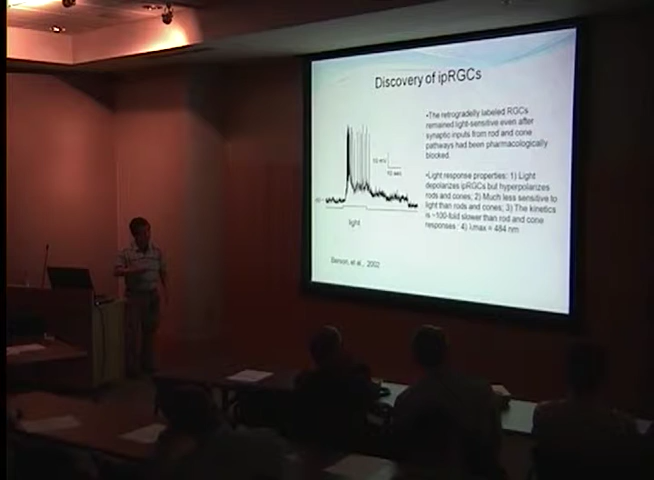 Discovery of ipRGCs
•The retrogradelly labeled RGCs
remained light-sensitive even after
synaptic inputs from rod and cone
pathways had been pharmacologically
blocked.
•Light response properties: 1) Light
depolarizes ipRGCs but hyperpolarizes
rods and cones; 2) Much less sensitive to
light than rods and cones; 3) The kinetics
is ~100-fold slower than rod and cone
responses ; 4) λmax = 484 nm
10 sec
light
Berson, et al., 2002